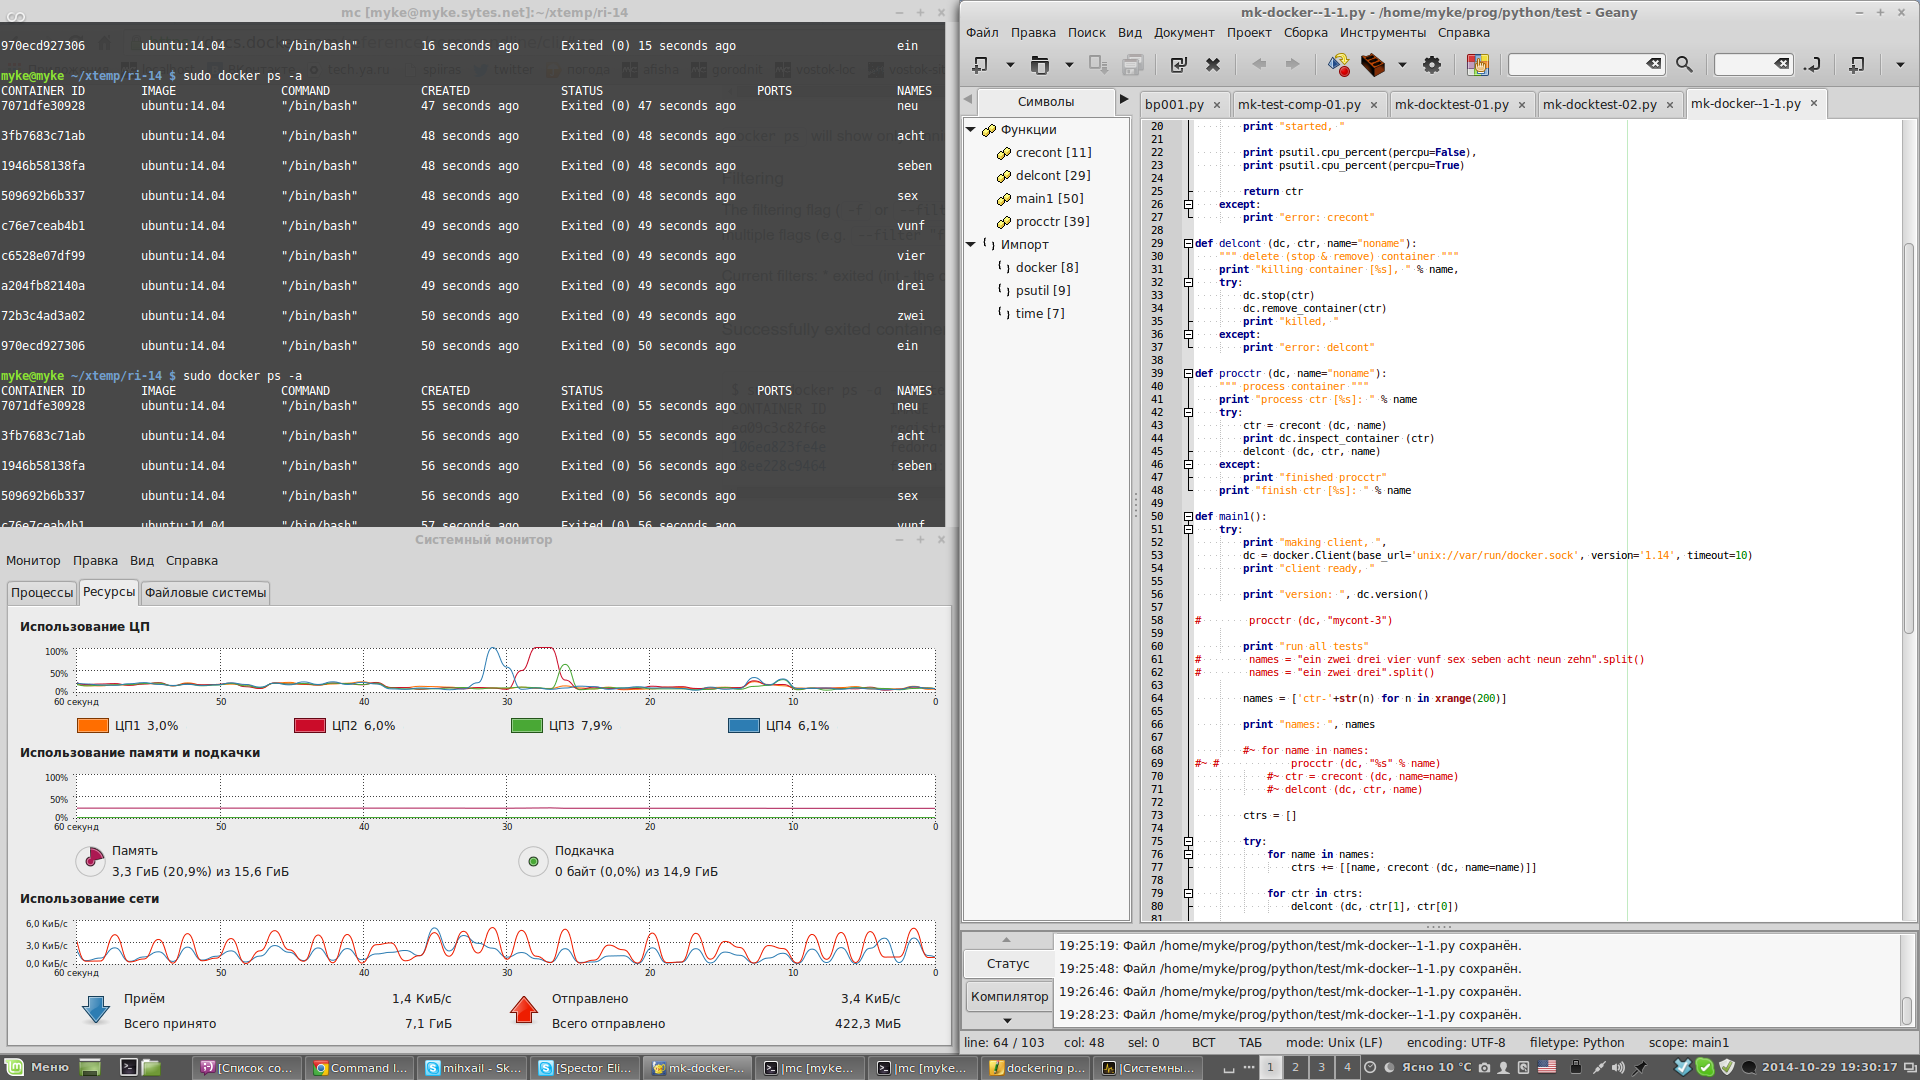 mc [myke@myke.sytes.net]:~/xtemp/ri-14
970ecd927306 ubuntu:14.04 "/bin/bash" 16 seconds ago Exited (0) 15 seconds ago ein
myke@myke ~/xtemp/ri-14 $ sudo docker ps -a
CONTAINER ID IMAGE COMMAND CREATED STATUS PORTS NAMES
7071dfe30928 ubuntu:14.04 "/bin/bash" 47 seconds ago Exited (0) 47 seconds ago neu
3fb7683c71ab ubuntu:14.04 "/bin/bash" 48 seconds ago Exited (0) 48 seconds ago acht
1946b58138fa ubuntu:14.04 "/bin/bash" 48 seconds ago Exited (0) 48 seconds ago seben
509692b6b337 ubuntu:14.04 "/bin/bash" 48 seconds ago Exited (0) 48 seconds ago sex
c76e7ceab4b1 ubuntu:14.04 "/bin/bash" 49 seconds ago Exited (0) 49 seconds ago vunf
c6528e07df99 ubuntu:14.04 "/bin/bash" 49 seconds ago Exited (0) 49 seconds ago vier
a204fb82140a ubuntu:14.04 "/bin/bash" 49 seconds ago Exited (0) 49 seconds ago drei
72b3c4ad3a02 ubuntu:14.04 "/bin/bash" 50 seconds ago Exited (0) 49 seconds ago zwei
970ecd927306 ubuntu:14.04 "/bin/bash" 50 seconds ago Exited (0) 50 seconds ago ein
myke@myke ~/xtemp/ri-14 $ sudo docker ps -a
CONTAINER ID IMAGE COMMAND CREATED STATUS PORTS NAMES
7071dfe30928 ubuntu:14.04 "/bin/bash" 55 seconds ago Exited (0) 55 seconds ago neu
3fb7683c71ab ubuntu:14.04 "/bin/bash" 56 seconds ago Exited (0) 55 seconds ago acht
1946b58138fa ubuntu:14.04 "/bin/bash" 56 seconds ago Exited (0) 56 seconds ago seben
509692b6b337 ubuntu:14.04 "/bin/bash" 56 seconds ago Exited (0) 56 seconds ago sex
c76e7ceab4b1 ubuntu:14.04 "/bin/bash" 57 seconds ago Exited (0) 56 seconds ago vunf
Системный монитор
Монитор Правка Вид Справка
Процессы Ресурсы Файловые системы
Использование ЦП
100%
50%
0%
60 секунд 50 40 30 20 10 0
ЦП1 3,0% ЦП2 6,0% ЦП3 7,9% ЦП4 6,1%
Использование памяти и подкачки
100%
50%
0%
60 секунд 50 40 30 20 10 0
Память Подкачка
3,3 ГиБ (20,9%) из 15,6 ГиБ 0 байт (0,0%) из 14,9 ГиБ
Использование сети
6,0 КиБ/с
3,0 КиБ/с
0,0 КиБ/с
60 секунд 50 40 30 20 10 0
Приём 1,4 КиБ/с Отправлено 3,4 КиБ/с
Всего принято 7,1 ГиБ Всего отправлено 422,3 МиБ
mk-docker--1-1.py - /home/myke/prog/python/test - Geany
Файл Правка Поиск Вид Документ Проект Сборка Инструменты Справка
Символы
Функции
crecont [11]
delcont [29]
main1 [50]
procctr [39]
Импорт
docker [8]
psutil [9]
time [7]
bp001.py mk-test-comp-01.py mk-docktest-01.py mk-docktest-02.py mk-docker--1-1.py
20 print "started, "
21
22 print psutil.cpu_percent(percpu=False),
23 print psutil.cpu_percent(percpu=True)
24
25 return ctr
26 except:
27 print "error: crecont"
28
29 def delcont (dc, ctr, name="noname"):
30 """ delete (stop & remove) container """
31 print "killing container [%s], " % name,
32 try:
33 dc.stop(ctr)
34 dc.remove_container(ctr)
35 print "killed, "
36 except:
37 print "error: delcont"
38
39 def procctr (dc, name="noname"):
40 """ process container """
41 print "process ctr [%s]: " % name
42 try:
43 ctr = crecont (dc, name)
44 print dc.inspect_container (ctr)
45 delcont (dc, ctr, name)
46 except:
47 print "finished procctr"
48 print "finish ctr [%s]: " % name
49
50 def main1():
51 try:
52 print "making client, ",
53 dc = docker.Client(base_url='unix://var/run/docker.sock', version='1.14', timeout=10)
54 print "client ready, "
55
56 print "version: ", dc.version()
57
58 # procctr (dc, "mycont-3")
59
60 print "run all tests"
61 # names = "ein zwei drei vier vunf sex seben acht neun zehn".split()
62 # names = "ein zwei drei".split()
63
64 names = ['ctr-'+str(n) for n in xrange(200)]
65
66 print "names: ", names
67
68 #~ for name in names:
69 #~ # procctr (dc, "%s" % name)
70 #~ ctr = crecont (dc, name=name)
71 #~ delcont (dc, ctr, name)
72
73 ctrs = []
74
75 try:
76 for name in names:
77 ctrs += [[name, crecont (dc, name=name)]]
78
79 for ctr in ctrs:
80 delcont (dc, ctr[1], ctr[0])
81
Статус
Компилятор
19:25:19: Файл /home/myke/prog/python/test/mk-docker--1-1.py сохранён.
19:25:48: Файл /home/myke/prog/python/test/mk-docker--1-1.py сохранён.
19:26:46: Файл /home/myke/prog/python/test/mk-docker--1-1.py сохранён.
19:28:23: Файл /home/myke/prog/python/test/mk-docker--1-1.py сохранён.
line: 64 / 103 col: 48 sel: 0 ВСТ ТАБ mode: Unix (LF) encoding: UTF-8 filetype: Python scope: main1
Меню [Список со... Command l... mihxail - Sk... [Spector Eli... mk-docker-... |mc [myke... |mc [myke... dockering p... |Системны... 1 2 3 4 Ясно 10 °C 2014-10-29 19:30:17